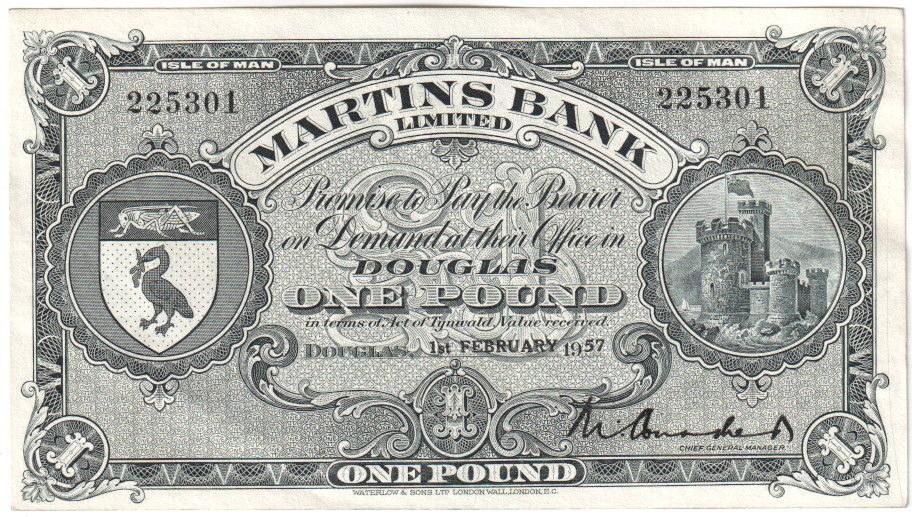 ISLE OF MAN
ISLE OF MAN
225301
225301
MARTINS BANK
LIMITED
Promise to Pay the Bearer
on Demand at their Office in
DOUGLAS
ONE POUND
in terms of Act of Tynwald, Value received.
DOUGLAS, 1st FEBRUARY 1957
CHIEF GENERAL MANAGER
ONE POUND
WATERLOW & SONS LTD LONDON WALL, LONDON, E.C.